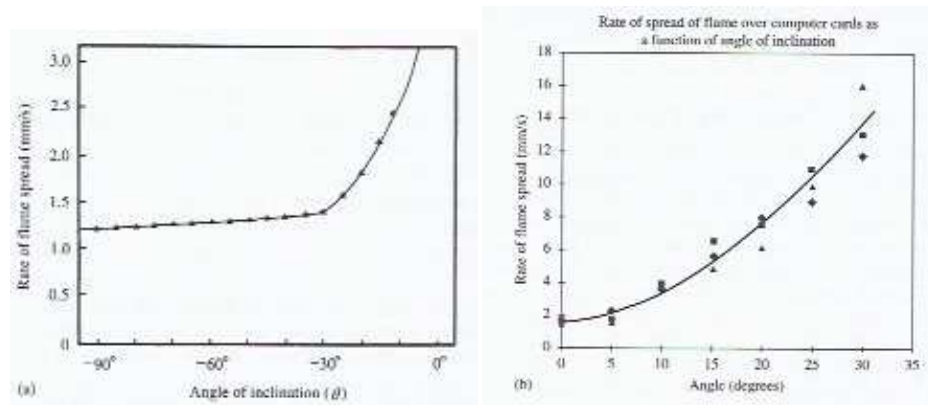 3.0
2.5
2.0
1.5
1.0
0.5
0
Rate of flame spread (mm/s)
−90° −60° −30° 0°
(a) Angle of inclination (θ)
Rate of spread of flame over computer cards as
a function of angle of inclination
18
16
14
12
10
8
6
4
2
0
Rate of flame spread (mm/s)
0 5 10 15 20 25 30 35
(b) Angle (degrees)